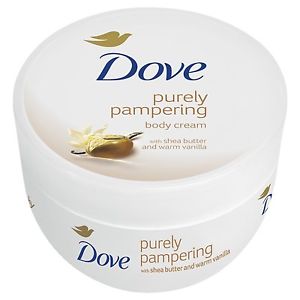 Dove
purely
pampering
body cream
with shea butter
and warm vanilla
Dove
purely
pampering
with shea butter and warm vanilla